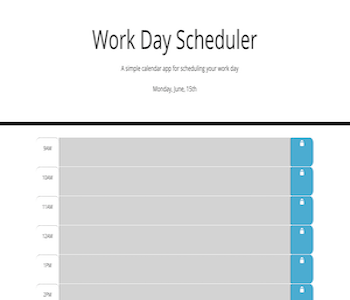 Work Day Scheduler
A simple calendar app for scheduling your work day
Monday, June, 15th
9AM
10AM
11AM
12AM
1PM
2PM